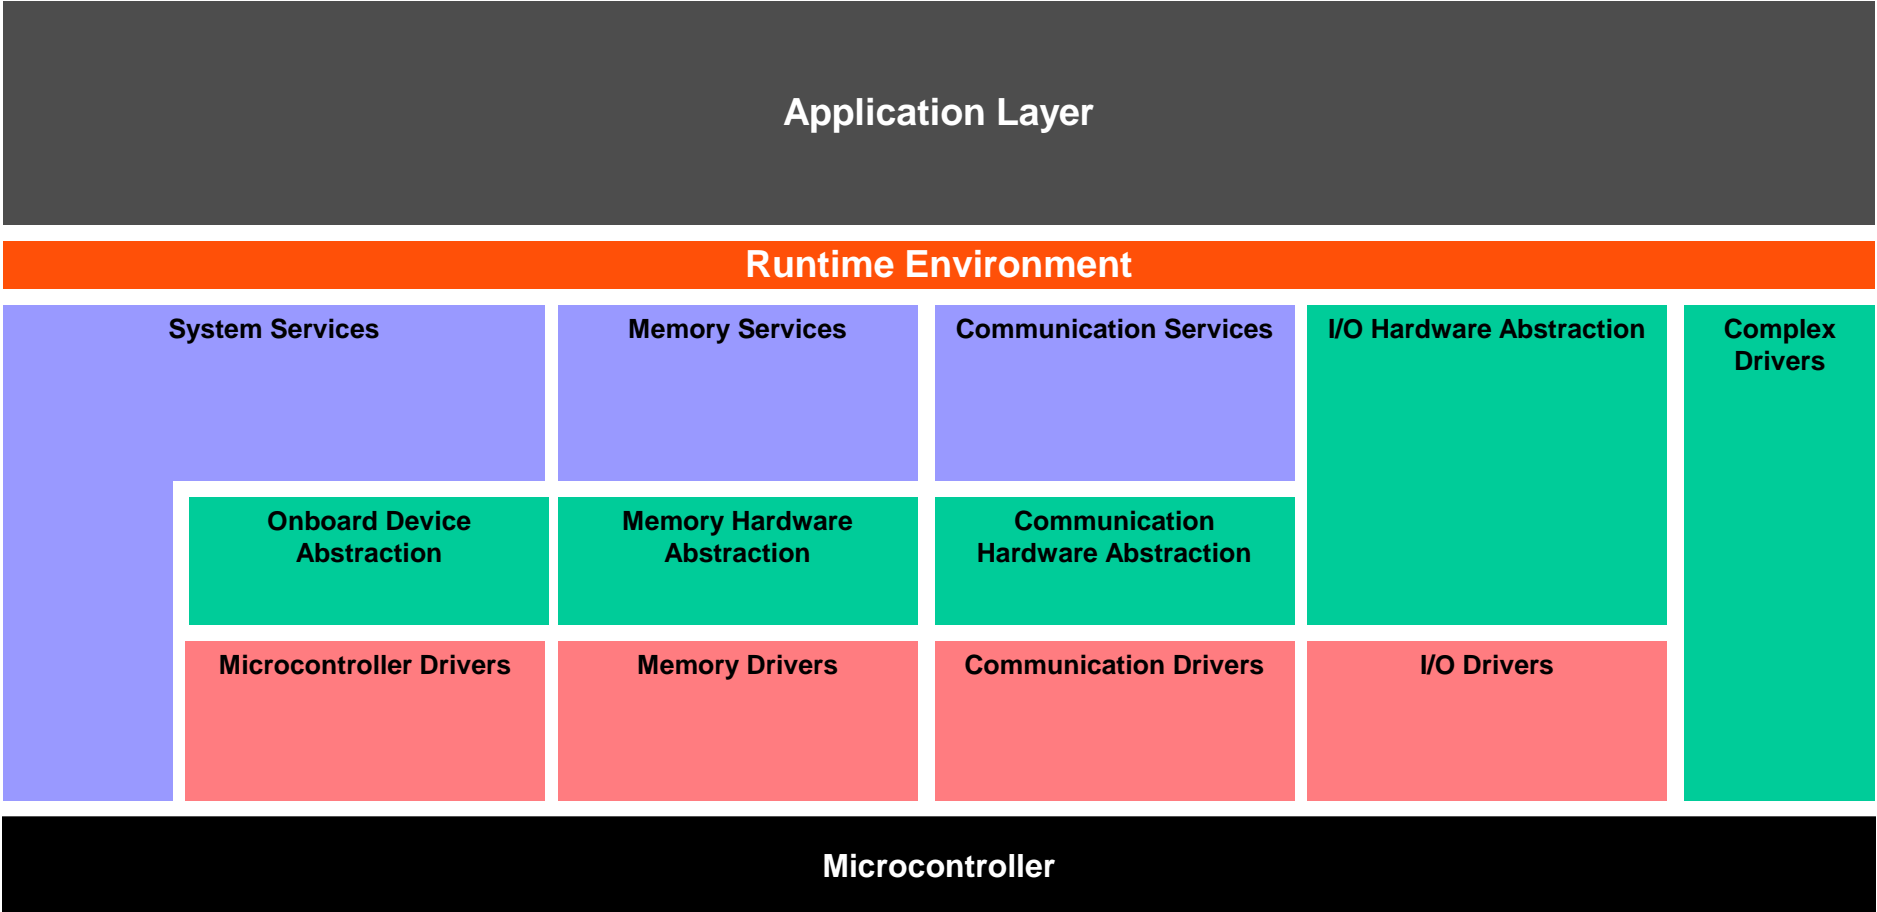 Application Layer
Runtime Environment
System Services
Memory Services
Communication Services
I/O Hardware Abstraction
Complex
Drivers
Onboard Device
Abstraction
Memory Hardware
Abstraction
Communication
Hardware Abstraction
Microcontroller Drivers
Memory Drivers
Communication Drivers
I/O Drivers
Microcontroller